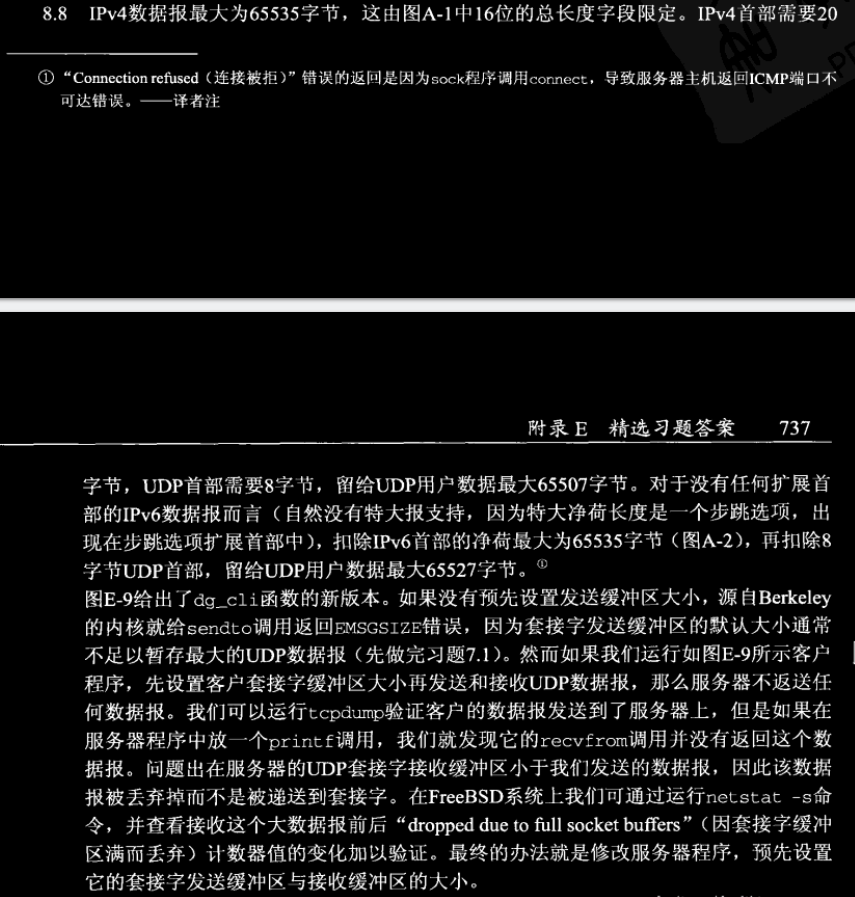 8.8 IPv4数据报最大为65535字节，这由图A-1中16位的总长度字段限定。IPv4首部需要20
① “Connection refused（连接被拒）”错误的返回是因为sock程序调用connect，导致服务器主机返回ICMP端口不
可达错误。——译者注
附录 E 精选习题答案 737
字节，UDP首部需要8字节，留给UDP用户数据最大65507字节。对于没有任何扩展首
部的IPv6数据报而言（自然没有特大报支持，因为特大净荷长度是一个步跳选项，出
现在步跳选项扩展首部中），扣除IPv6首部的净荷最大为65535字节（图A-2），再扣除8
字节UDP首部，留给UDP用户数据最大65527字节。①
图E-9给出了dg_cli函数的新版本。如果没有预先设置发送缓冲区大小，源自Berkeley
的内核就给sendto调用返回EMSGSIZE错误，因为套接字发送缓冲区的默认大小通常
不足以暂存最大的UDP数据报（先做完习题7.1）。然而如果我们运行如图E-9所示客户
程序，先设置客户套接字缓冲区大小再发送和接收UDP数据报，那么服务器不返送任
何数据报。我们可以运行tcpdump验证客户的数据报发送到了服务器上，但是如果在
服务器程序中放一个printf调用，我们就发现它的recvfrom调用并没有返回这个数
据报。问题出在服务器的UDP套接字接收缓冲区小于我们发送的数据报，因此该数据
报被丢弃掉而不是被递送到套接字。在FreeBSD系统上我们可通过运行netstat -s命
令，并查看接收这个大数据报前后“dropped due to full socket buffers”（因套接字缓冲
区满而丢弃）计数器值的变化加以验证。最终的办法就是修改服务器程序，预先设置
它的套接字发送缓冲区与接收缓冲区的大小。